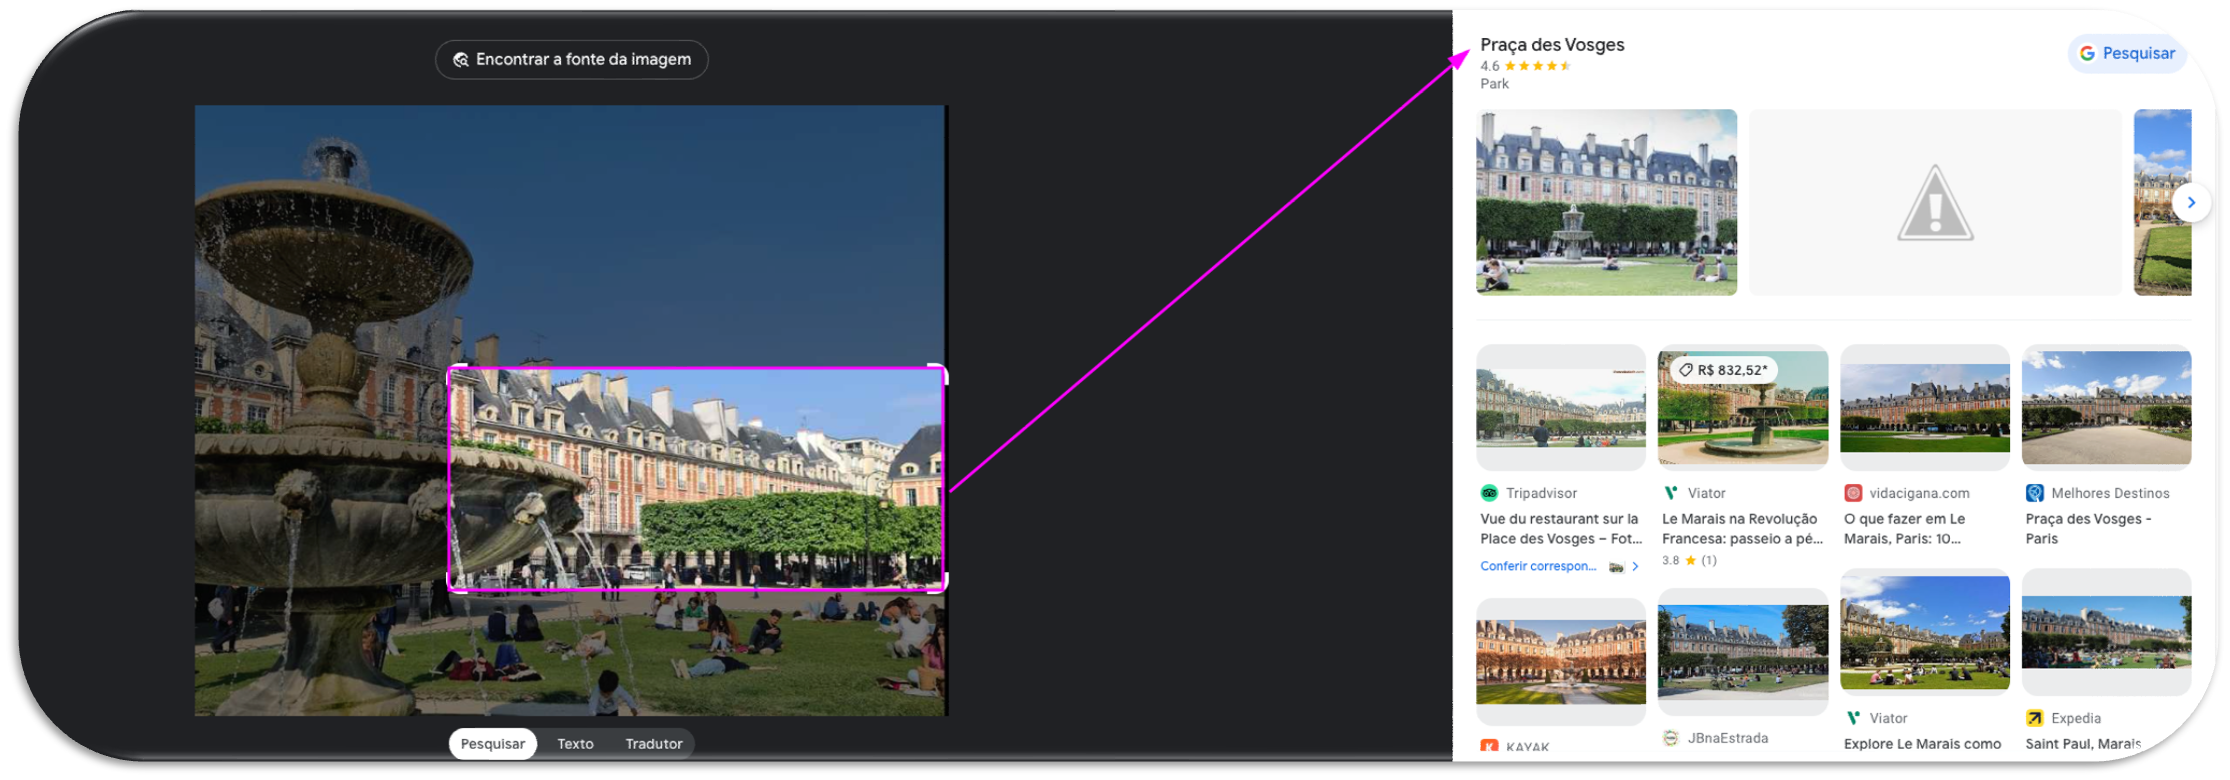 Encontrar a fonte da imagem
Pesquisar
Texto
Tradutor
Praça des Vosges
4.6
Park
Pesquisar
Tripadvisor
Vue du restaurant sur la
Place des Vosges – Fot...
Conferir correspon...
R$ 832,52*
Viator
Le Marais na Revolução
Francesa: passeio a pé...
3.8 (1)
vidacigana.com
O que fazer em Le
Marais, Paris: 10...
Melhores Destinos
Praça des Vosges -
Paris
KAYAK
JBnaEstrada
Viator
Explore Le Marais como
Expedia
Saint Paul, Marais